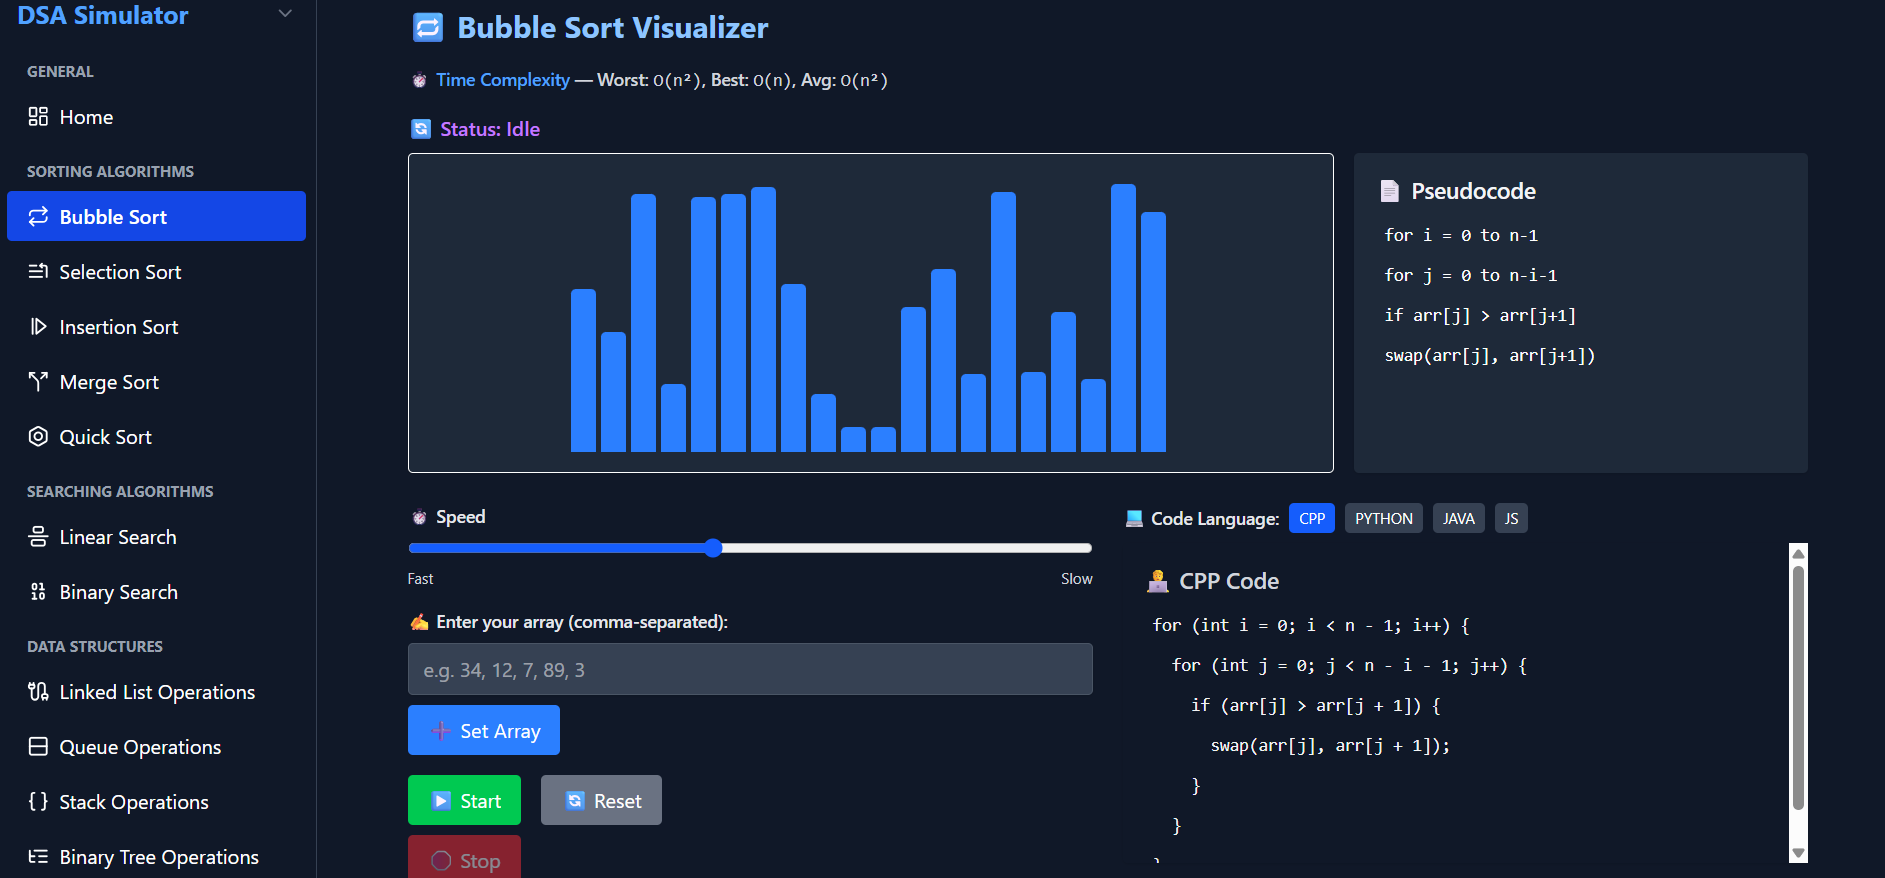 DSA Simulator
GENERAL
Home
SORTING ALGORITHMS
Bubble Sort
Selection Sort
Insertion Sort
Merge Sort
Quick Sort
SEARCHING ALGORITHMS
Linear Search
Binary Search
DATA STRUCTURES
Linked List Operations
Queue Operations
Stack Operations
Binary Tree Operations
Bubble Sort Visualizer
Time Complexity — Worst: O(n²), Best: O(n), Avg: O(n²)
Status: Idle
Pseudocode
for i = 0 to n-1
for j = 0 to n-i-1
if arr[j] > arr[j+1]
swap(arr[j], arr[j+1])
Speed
Fast
Slow
Enter your array (comma-separated):
e.g. 34, 12, 7, 89, 3
Set Array
Start
Reset
Stop
Code Language:
CPP
PYTHON
JAVA
JS
CPP Code
for (int i = 0; i < n - 1; i++) {
for (int j = 0; j < n - i - 1; j++) {
if (arr[j] > arr[j + 1]) {
swap(arr[j], arr[j + 1]);
}
}